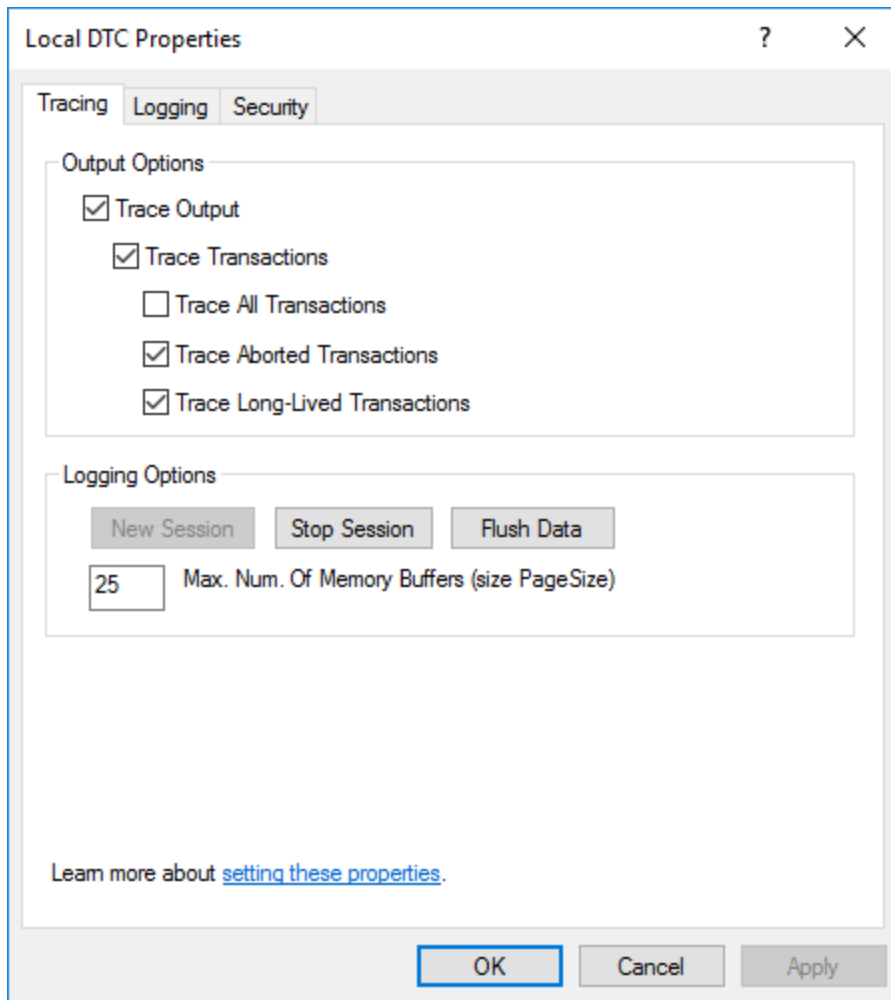 Local DTC Properties
Tracing Logging Security
Output Options
Trace Output
Trace Transactions
Trace All Transactions
Trace Aborted Transactions
Trace Long-Lived Transactions
Logging Options
New Session Stop Session Flush Data
25 Max. Num. Of Memory Buffers (size PageSize)
Learn more about setting these properties.
OK Cancel Apply